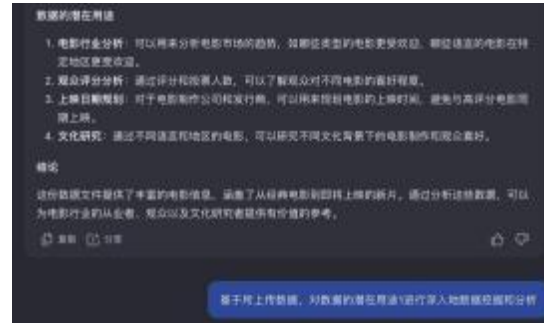 数据的潜在用途
1. 电影行业分析：可以用来分析电影市场的趋势，如哪些类型的电影更受欢迎，哪些语言的电影在特
定地区更受欢迎。
2. 观众评分分析：通过评分和投票人数，可以了解观众对不同电影的喜好程度。
3. 上映日期规划：对于电影制作公司和发行商，可以用来规划电影的上映时间，避免与高评分电影同
期上映。
4. 文化研究：通过不同语言和地区的电影，可以研究不同文化背景下的电影制作和观众喜好。
结论
这份数据文件提供了丰富的电影信息，涵盖了从经典电影到即将上映的新片。通过分析这些数据，可以
为电影行业的从业者、观众以及文化研究者提供有价值的参考。
复制 分享
基于所上传数据，对数据的潜在用途1进行深入地数据挖掘和分析